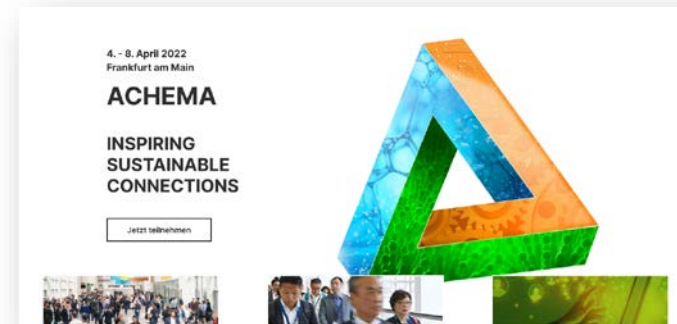 4. - 8. April 2022
Frankfurt am Main
ACHEMA
INSPIRING
SUSTAINABLE
CONNECTIONS
Jetzt teilnehmen